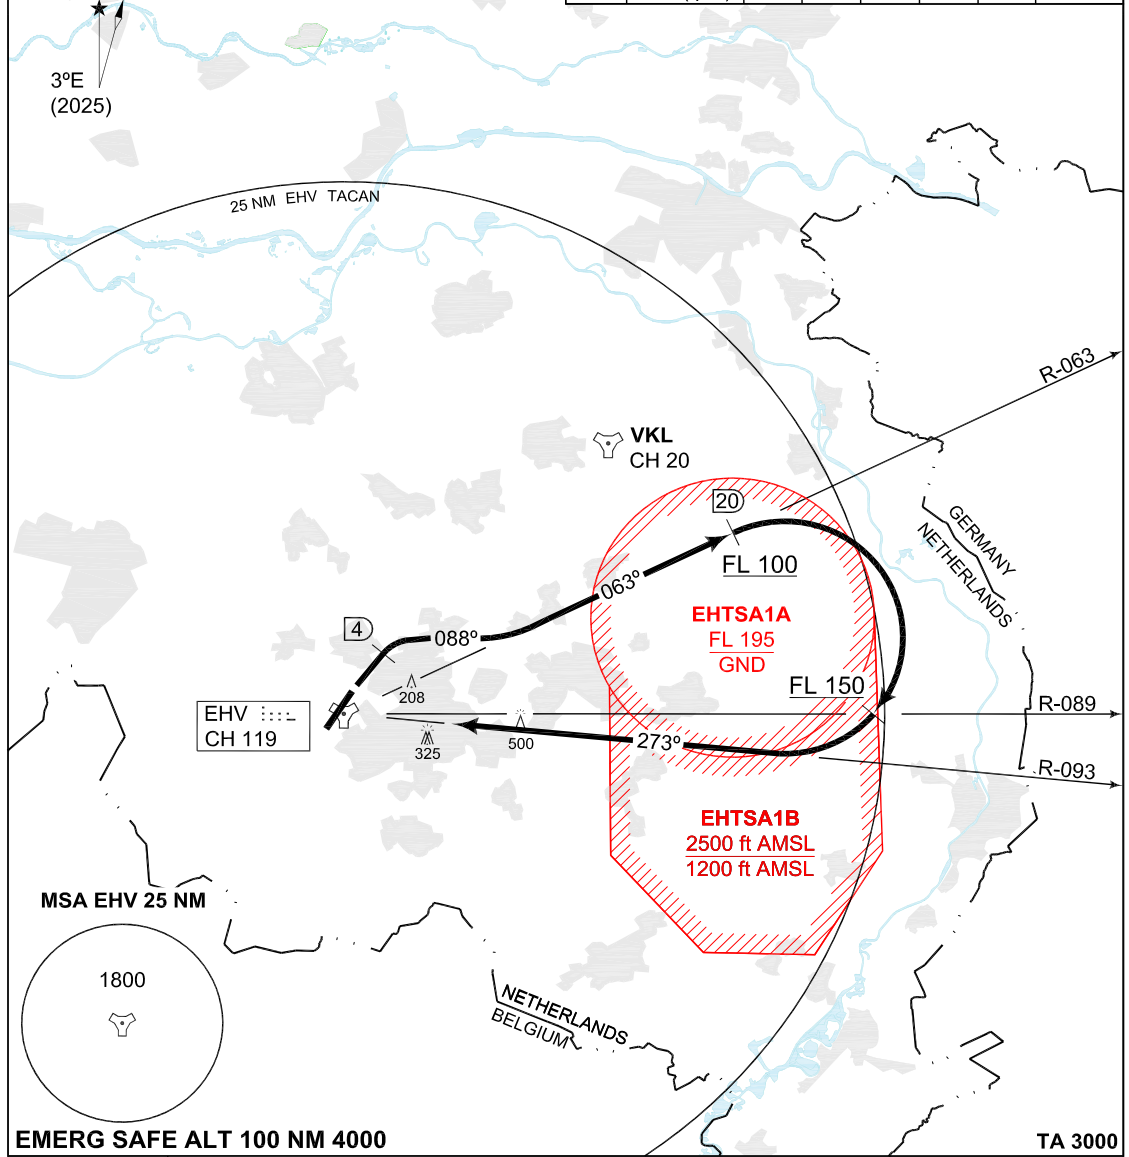 3ºE
(2025)
25 NM EHV TACAN
R-063
VKL
CH 20
20
FL 100
GERMANY
NETHERLANDS
063º
EHTSA1A
FL 195
GND
4
088º
208
FL 150
EHV
CH 119
R-089
273º
500
325
R-093
EHTSA1B
2500 ft AMSL
1200 ft AMSL
MSA EHV 25 NM
1800
NETHERLANDS
BELGIUM
EMERG SAFE ALT 100 NM 4000
TA 3000